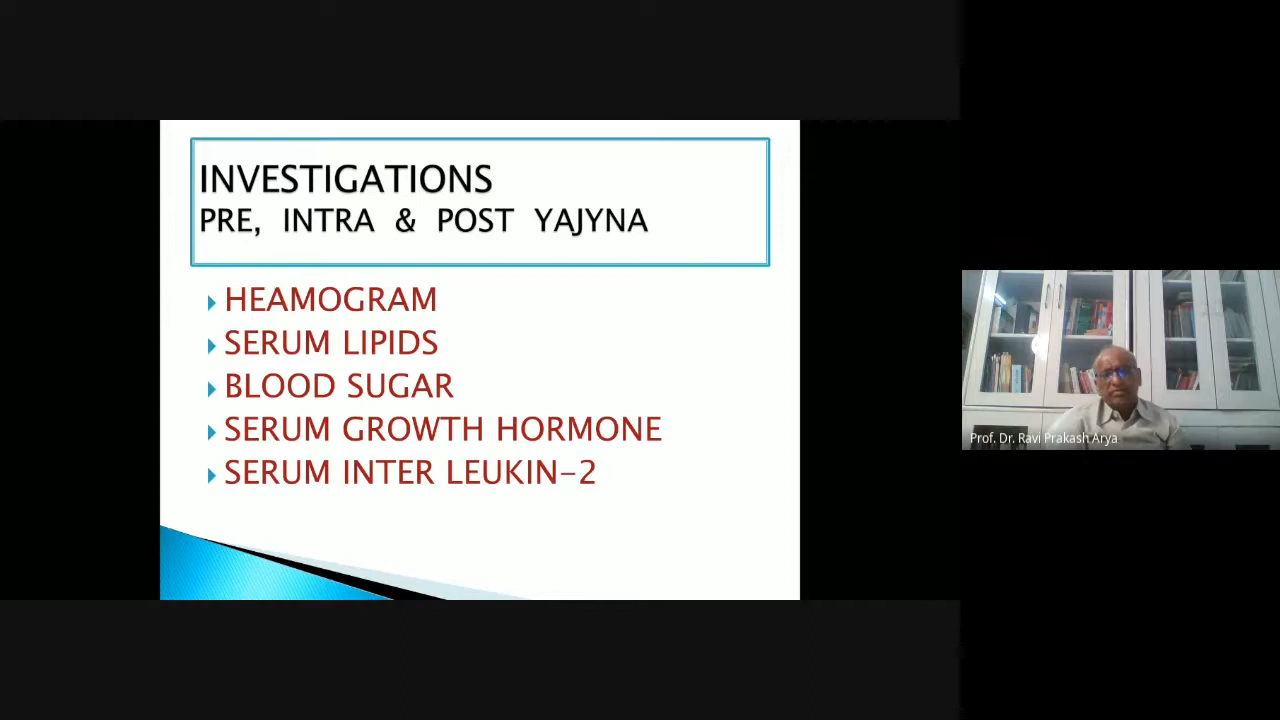 INVESTIGATIONS
PRE, INTRA & POST YAJYNA
HEAMOGRAM
SERUM LIPIDS
BLOOD SUGAR
SERUM GROWTH HORMONE
SERUM INTER LEUKIN-2
Prof. Dr. Ravi Prakash Arya